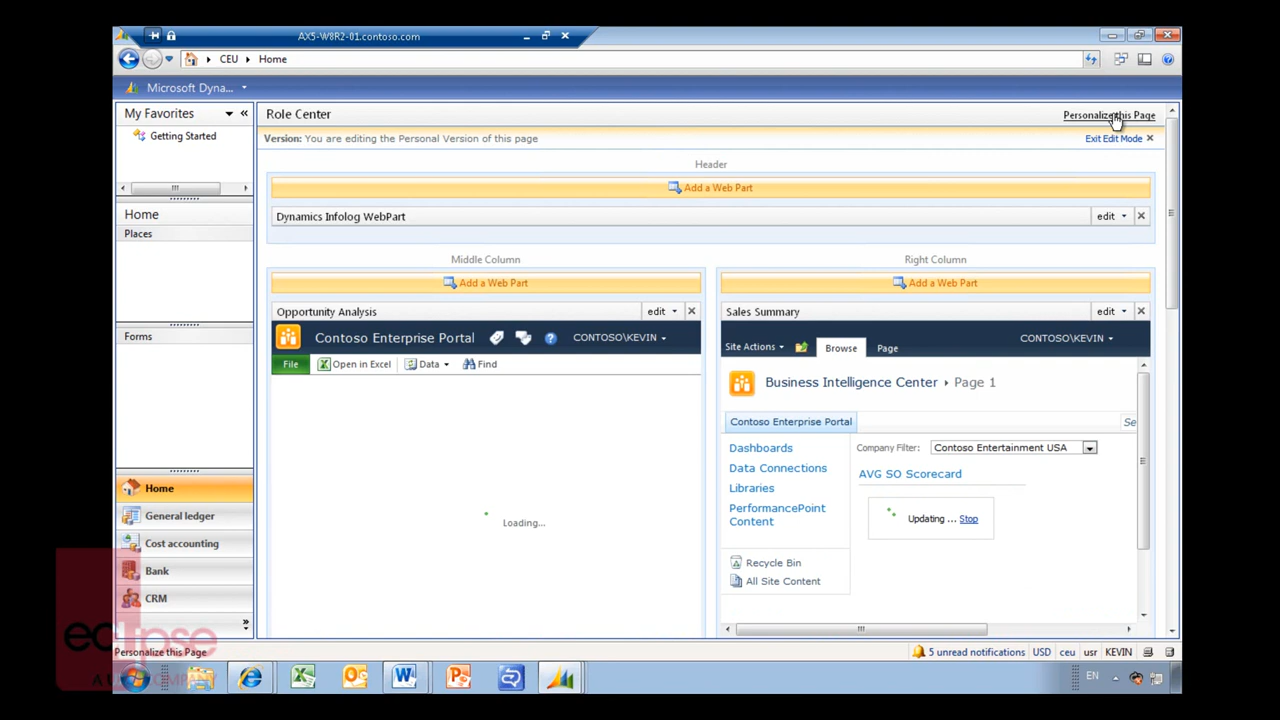 AX5-W8R2-01.contoso.com
CEU Home
Microsoft Dyna...
My Favorites
Getting Started
Home
Places
Forms
Home
General ledger
Cost accounting
Bank
CRM
Role Center
Personalize this Page
Version: You are editing the Personal Version of this page
Exit Edit Mode
Header
Add a Web Part
Dynamics Infolog WebPart
edit
Middle Column
Add a Web Part
Opportunity Analysis
edit
Contoso Enterprise Portal
CONTOSO\KEVIN
File
Open in Excel
Data
Find
Loading...
Right Column
Add a Web Part
Sales Summary
edit
Site Actions
Browse
Page
CONTOSO\KEVIN
Business Intelligence Center Page 1
Contoso Enterprise Portal
Se
Dashboards
Data Connections
Libraries
PerformancePoint
Content
Recycle Bin
All Site Content
Company Filter: Contoso Entertainment USA
AVG SO Scorecard
Updating ... Stop
eclipse
Personalize this Page
5 unread notifications USD ceu usr KEVIN
EN